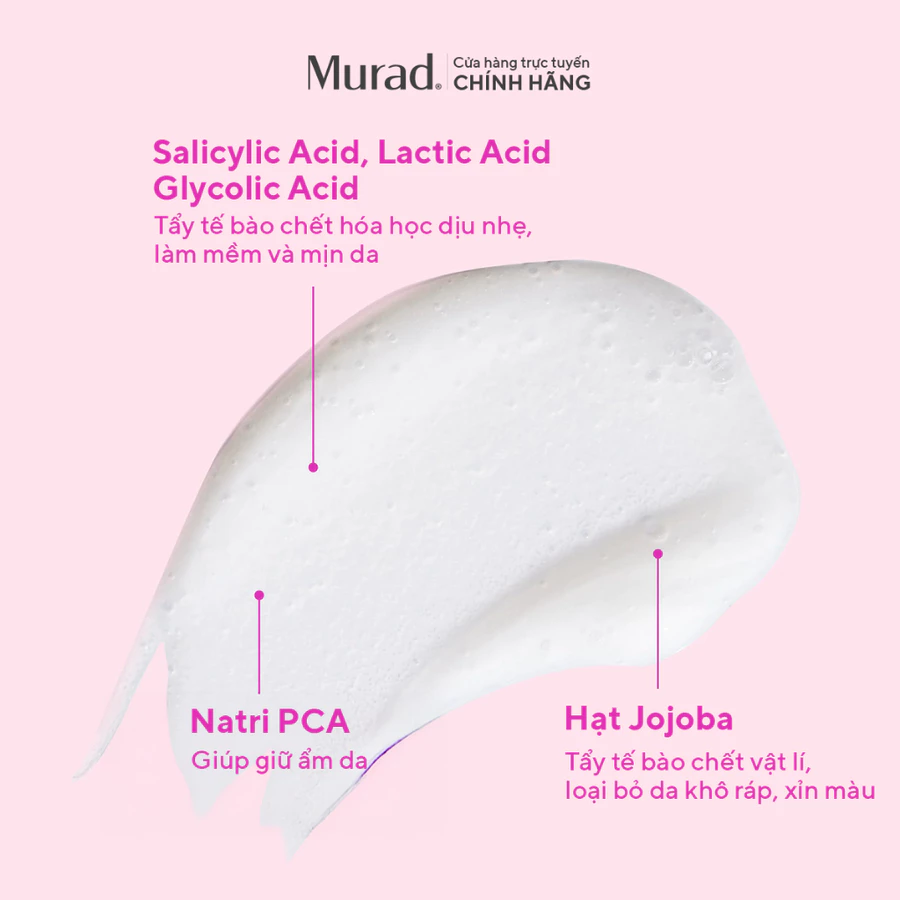 Murad.
Cửa hàng trực tuyến
CHÍNH HÃNG
Salicylic Acid, Lactic Acid
Glycolic Acid
Tẩy tế bào chết hóa học dịu nhẹ,
làm mềm và mịn da
Natri PCA
Giúp giữ ẩm da
Hạt Jojoba
Tẩy tế bào chết vật lí,
loại bỏ da khô ráp, xỉn màu